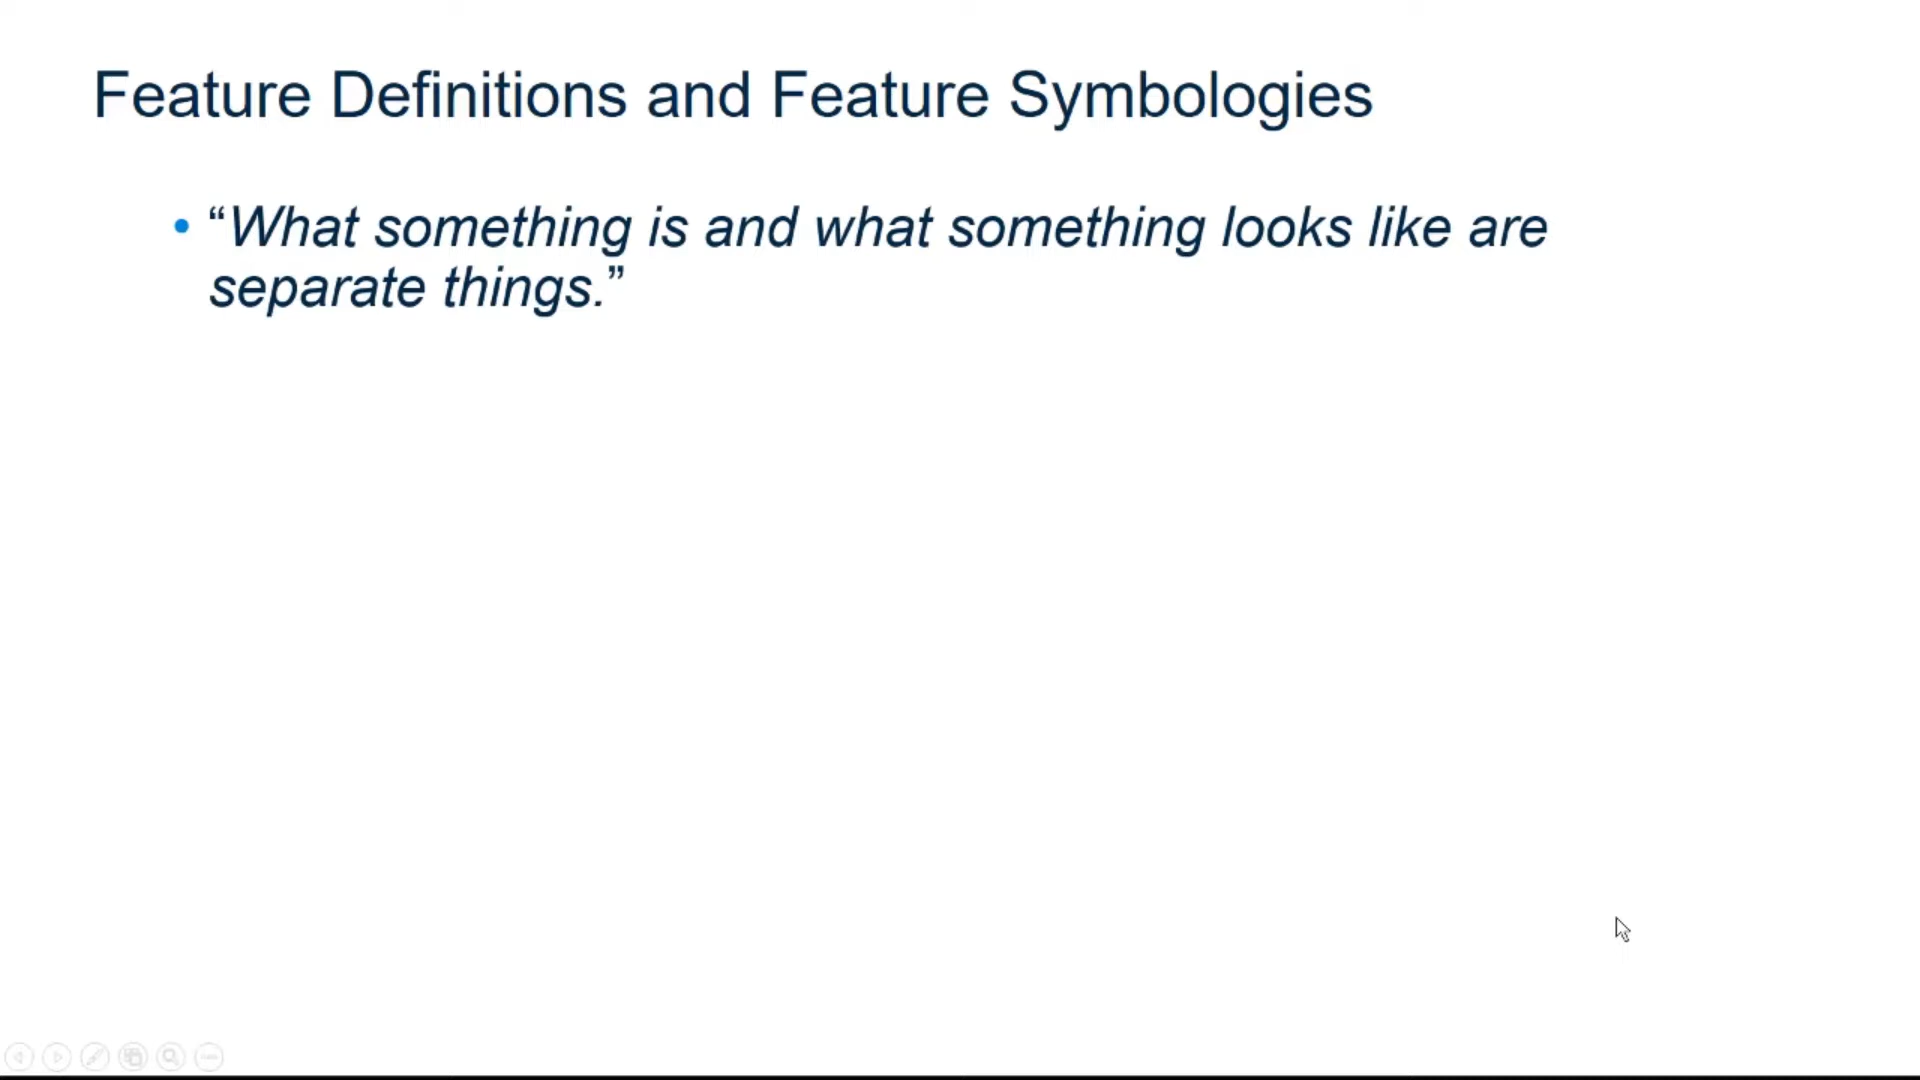 Feature Definitions and Feature Symbologies
• “What something is and what something looks like are
separate things.”